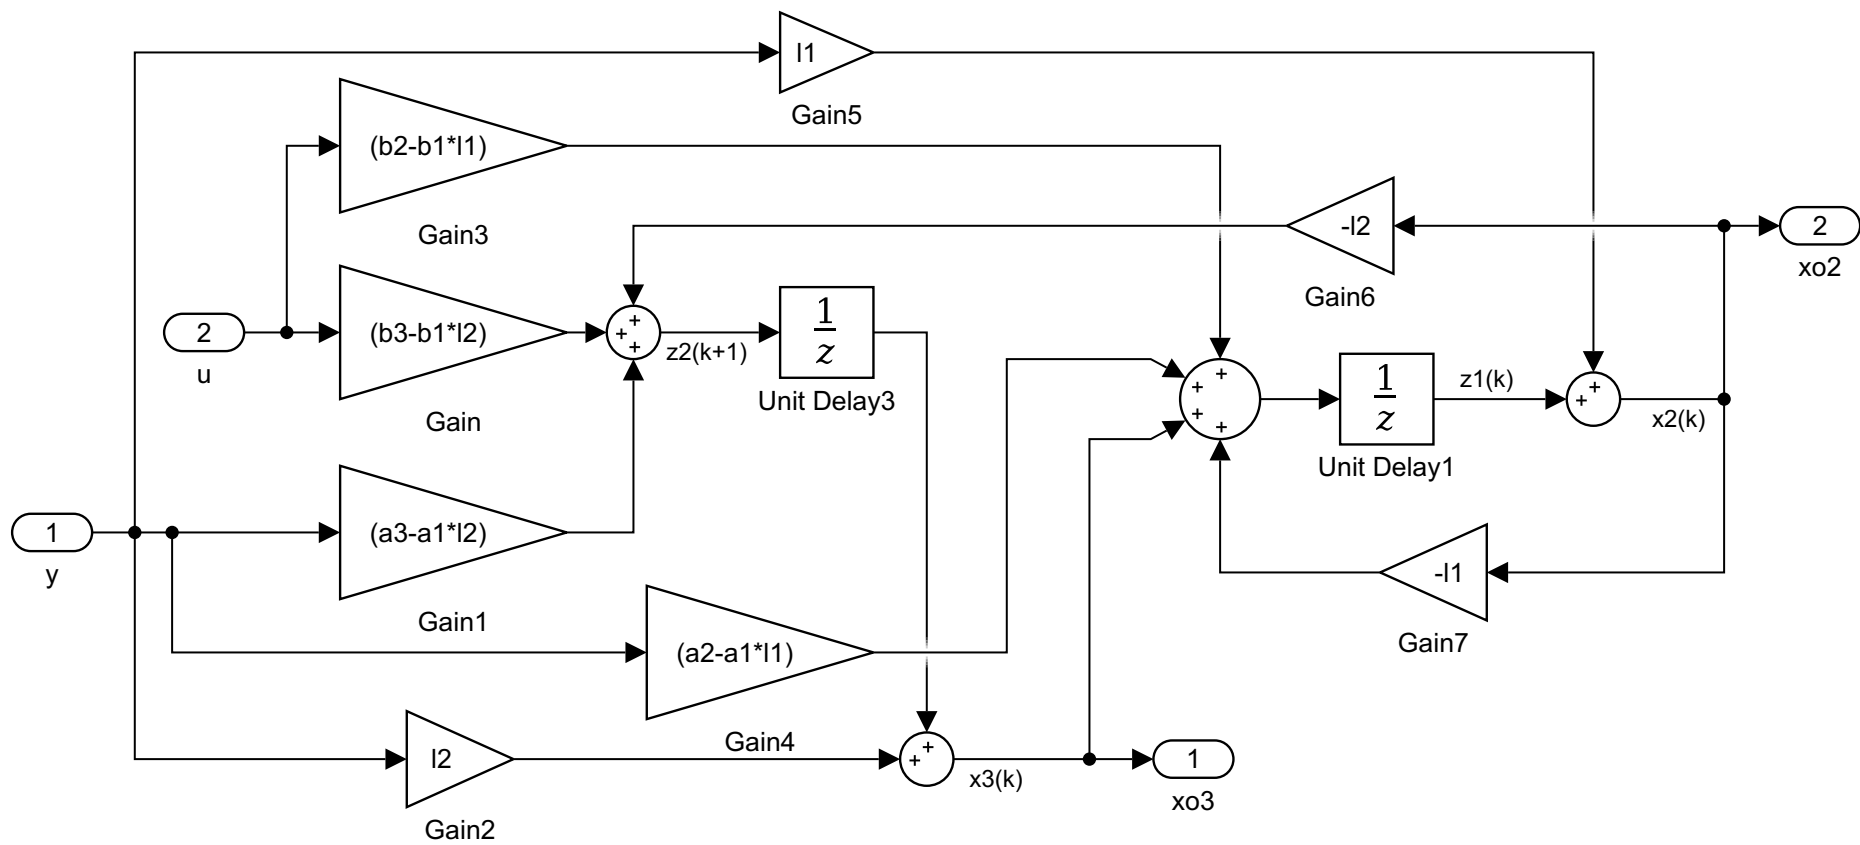 l1
Gain5
(b2-b1*l1)
Gain3
-l2
Gain6
2
xo2
2
u
(b3-b1*l2)
Gain
+
+
+
z2(k+1)
1
z
Unit Delay3
+
+
+
+
1
z
Unit Delay1
z1(k)
+
+
x2(k)
1
y
(a3-a1*l2)
Gain1
-l1
Gain7
(a2-a1*l1)
Gain4
l2
Gain2
+
+
x3(k)
1
xo3